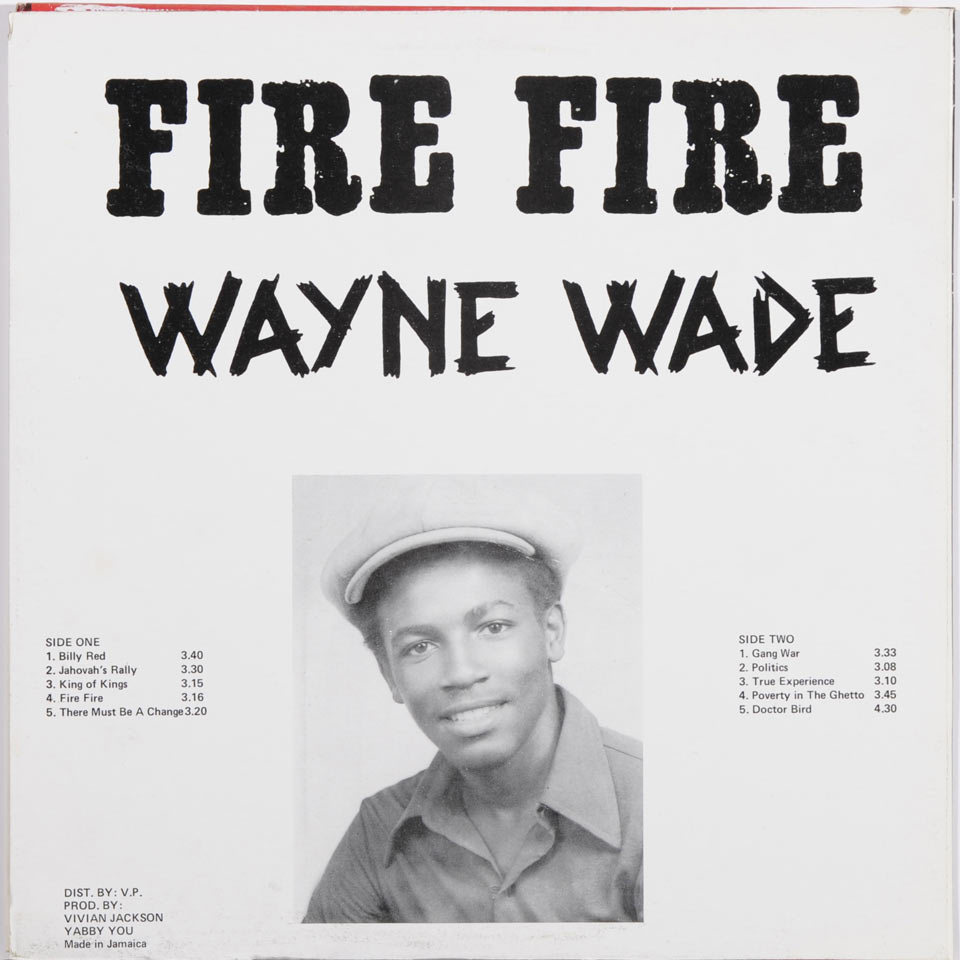 FIRE FIRE
WAYNE WADE
SIDE ONE
1. Billy Red 3.40
2. Jahovah's Rally 3.30
3. King of Kings 3.15
4. Fire Fire 3.16
5. There Must Be A Change 3.20
SIDE TWO
1. Gang War 3.33
2. Politics 3.08
3. True Experience 3.10
4. Poverty in The Ghetto 3.45
5. Doctor Bird 4.30
DIST. BY: V.P.
PROD. BY:
VIVIAN JACKSON
YABBY YOU
Made in Jamaica